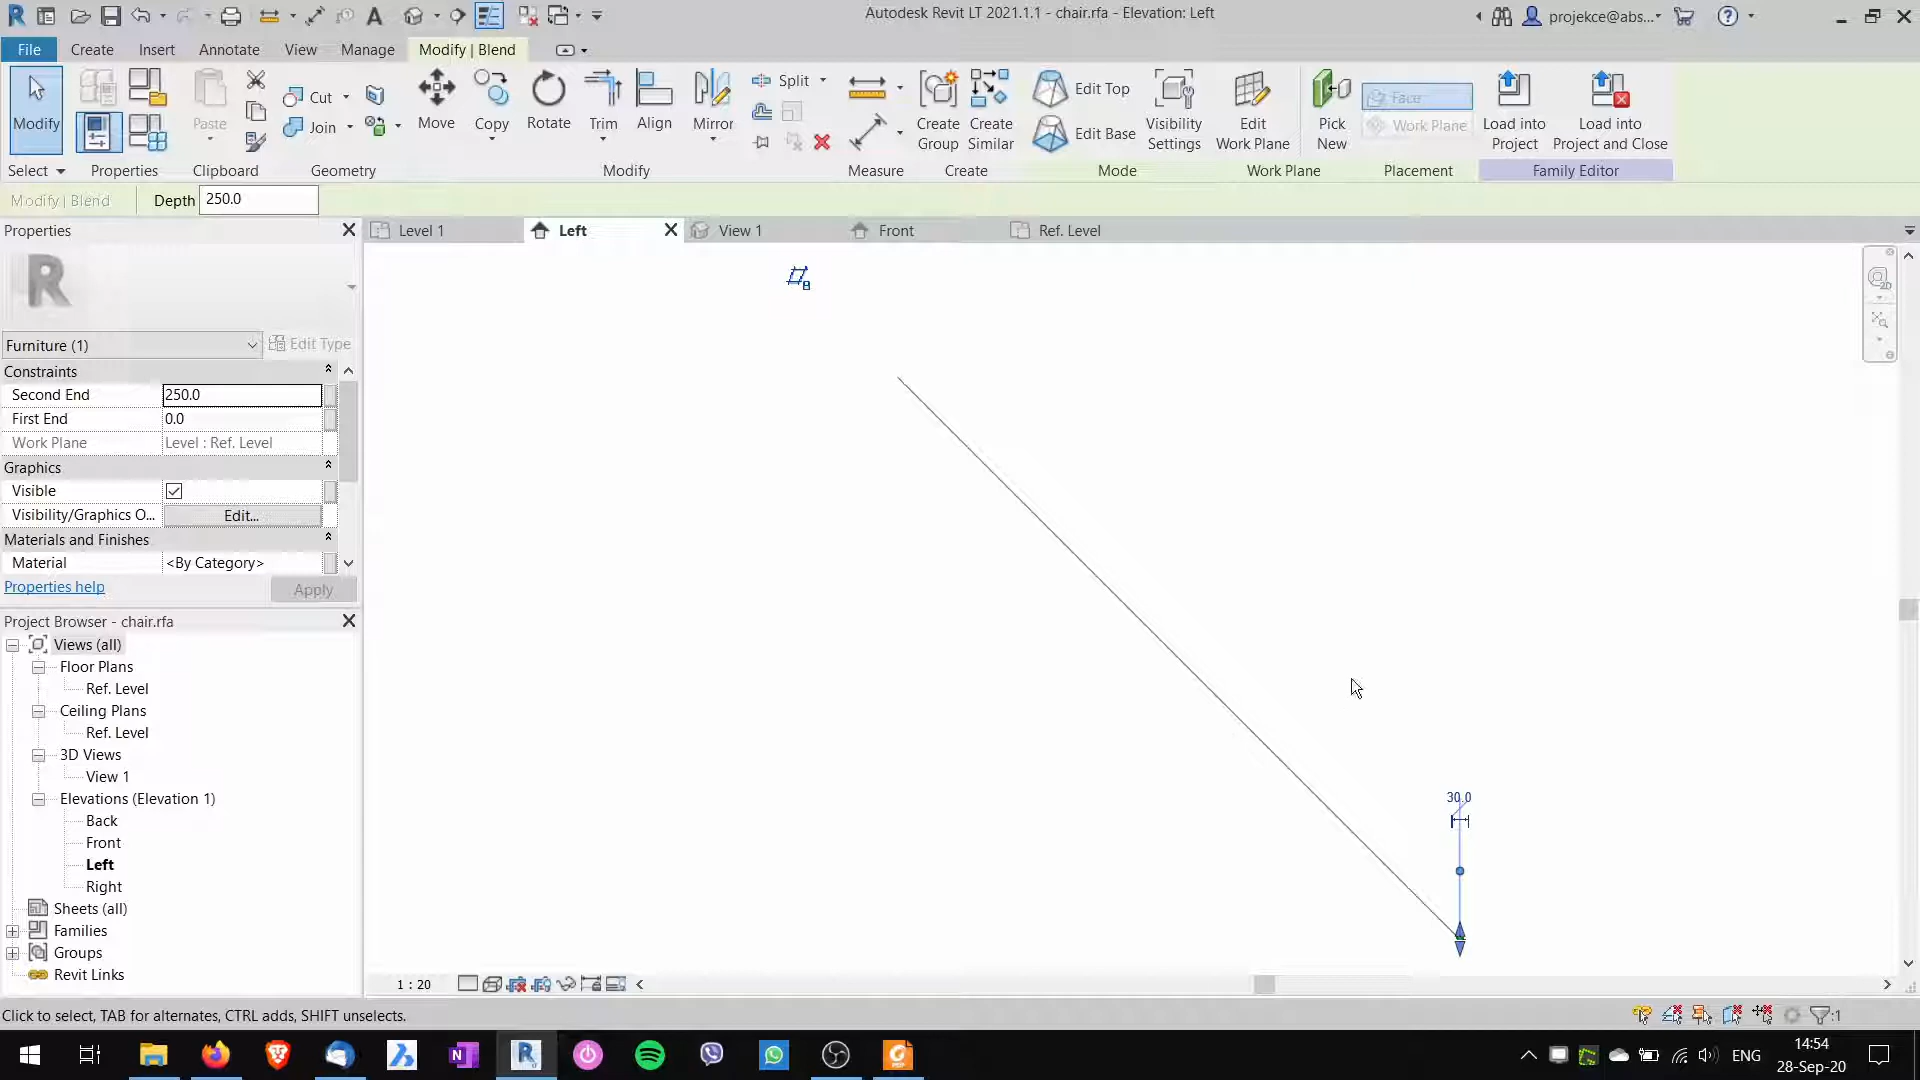 Autodesk Revit LT 2021.1.1 - chair.rfa - Elevation: Left
projekce@abs...
File
Create
Insert
Annotate
View
Manage
Modify | Blend
Modify
Paste
Cut
Join
Move
Copy
Rotate
Trim
Align
Mirror
Split
Create
Group
Create
Similar
Edit Top
Edit Base
Visibility
Settings
Edit
Work Plane
Pick
New
Face
Work Plane
Load into
Project
Load into
Project and Close
Select
Properties
Clipboard
Geometry
Modify
Measure
Create
Mode
Work Plane
Placement
Family Editor
Modify | Blend
Depth
250.0
Properties
Level 1
Left
View 1
Front
Ref. Level
R
Furniture (1)
Edit Type
Constraints
Second End
250.0
First End
0.0
Work Plane
Level : Ref. Level
Graphics
Visible
Visibility/Graphics O...
Edit...
Materials and Finishes
Material
<By Category>
Properties help
Apply
Project Browser - chair.rfa
Views (all)
Floor Plans
Ref. Level
Ceiling Plans
Ref. Level
3D Views
View 1
Elevations (Elevation 1)
Back
Front
Left
Right
Sheets (all)
Families
Groups
Revit Links
2D
30.0
1 : 20
Click to select, TAB for alternates, CTRL adds, SHIFT unselects.
:1
ENG
14:54
28-Sep-20